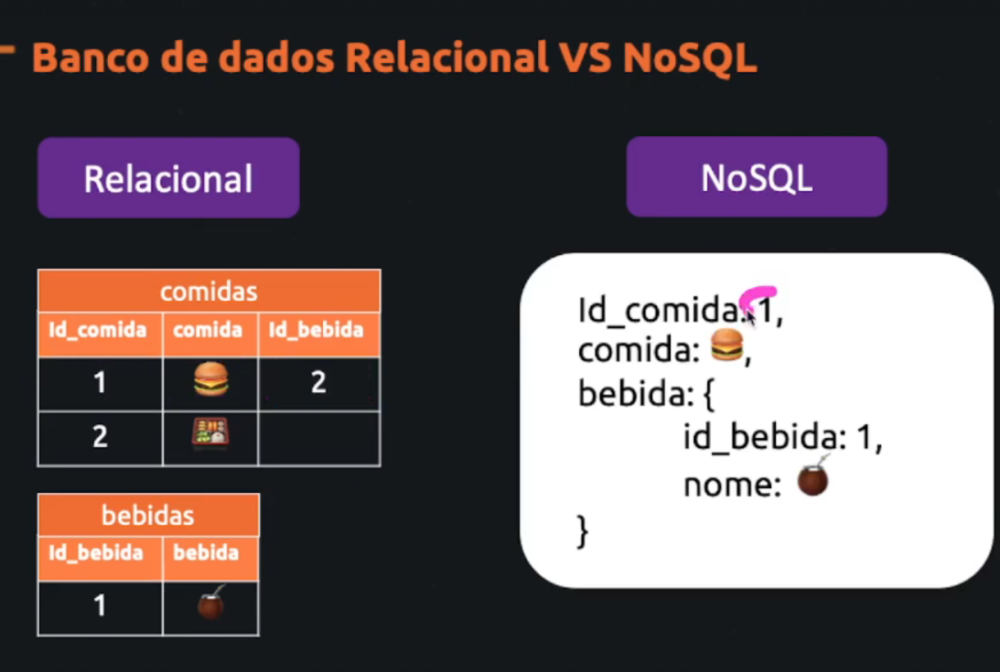 Banco de dados Relacional VS NoSQL
Relacional
NoSQL
comidas
Id_comida comida Id_bebida
1 🍔 2
2 🍱
bebidas
Id_bebida bebida
1 🧉
Id_comida: 1,
comida: 🍔,
bebida: {
id_bebida: 1,
nome: 🧉
}